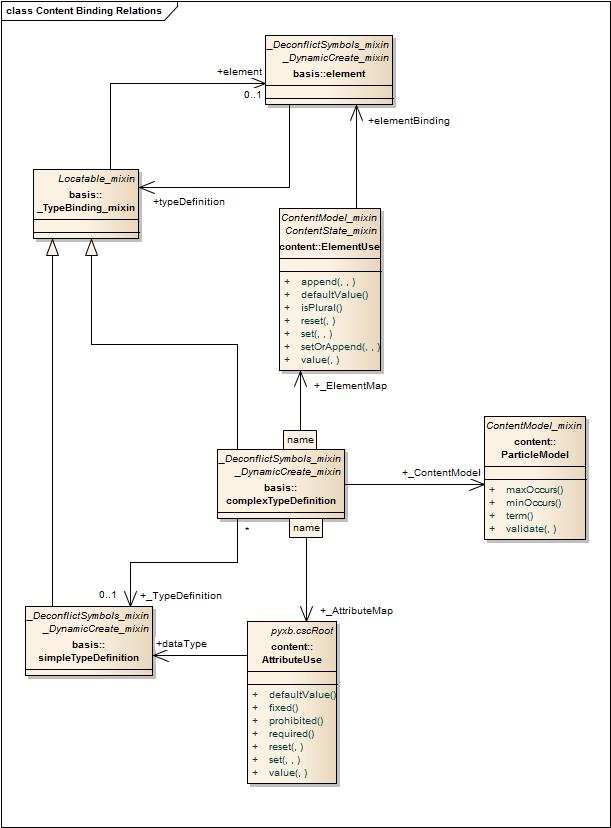 class Content Binding Relations
_DeconflictSymbols_mixin
_DynamicCreate_mixin
basis::element
+element
0..1
+elementBinding
Locatable_mixin
basis::
_TypeBinding_mixin
+typeDefinition
ContentModel_mixin
ContentState_mixin
content::ElementUse
+ append(, , )
+ defaultValue()
+ isPlural()
+ reset(, )
+ set(, , )
+ setOrAppend(, , )
+ value(, )
+_ElementMap
name
_DeconflictSymbols_mixin
_DynamicCreate_mixin
basis::
complexTypeDefinition
+_ContentModel
ContentModel_mixin
content::
ParticleModel
+ maxOccurs()
+ minOccurs()
+ term()
+ validate(, )
name
*
0..1
+_TypeDefinition
+_AttributeMap
_DeconflictSymbols_mixin
_DynamicCreate_mixin
basis::
simpleTypeDefinition
+dataType
pyxb.cscRoot
content::
AttributeUse
+ defaultValue()
+ fixed()
+ prohibited()
+ required()
+ reset(, )
+ set(, , )
+ value(, )